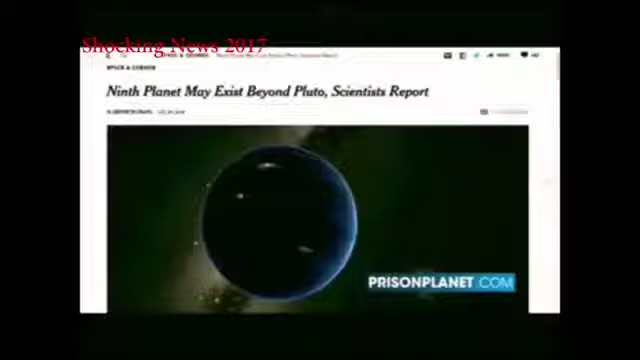 Shocking News 2017
SPACE & COSMOS
Ninth Planet May Exist Beyond Pluto, Scientists Report
PRISONPLANET.COM